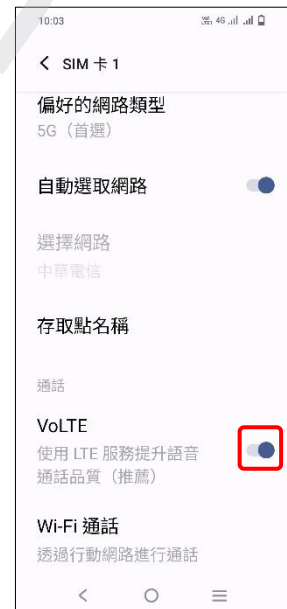 10:03
4G
SIM 卡 1
偏好的網路類型
5G（首選）
自動選取網路
選擇網路
中華電信
存取點名稱
通話
VoLTE
使用 LTE 服務提升語音
通話品質（推薦）
Wi-Fi 通話
透過行動網路進行通話